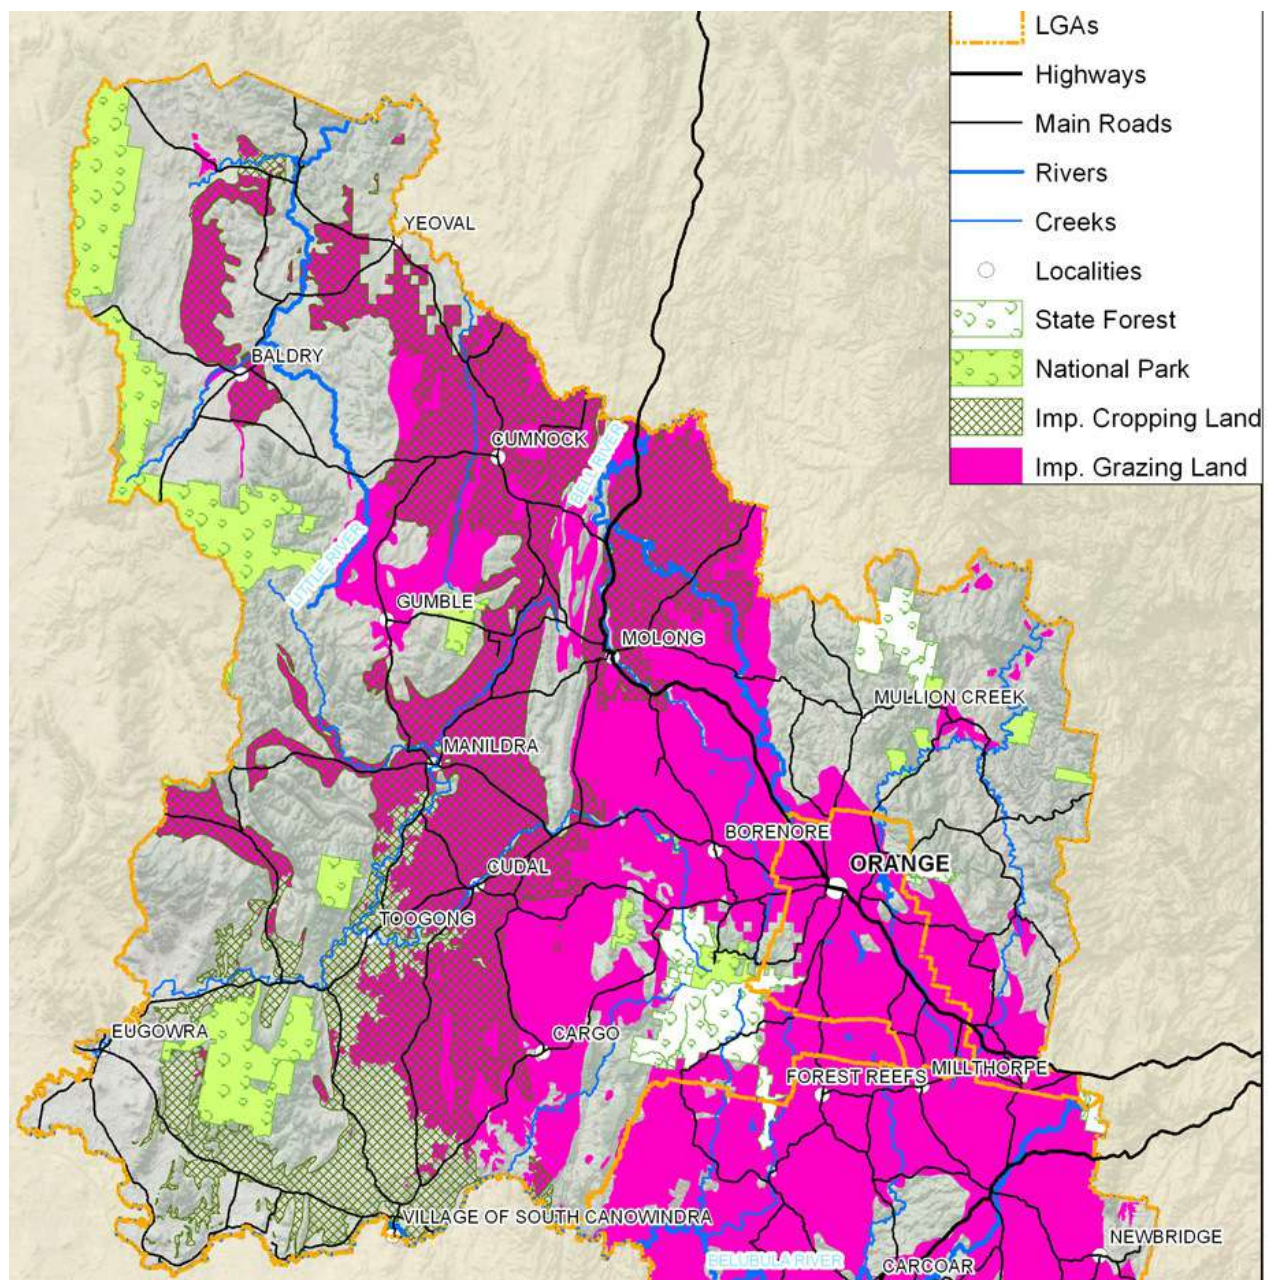 LGAs
Highways
Main Roads
Rivers
Creeks
Localities
State Forest
National Park
Imp. Cropping Land
Imp. Grazing Land
YEOVAL
BALDRY
CUMNOCK
BELL RIVER
LITTLE RIVER
GUMBLE
MOLONG
MULLION CREEK
MANILDRA
BORENORE
ORANGE
CUDAL
TOOGONG
EUGOWRA
CARGO
FOREST REEFS
MILLTHORPE
VILLAGE OF SOUTH CANOWINDRA
NEWBRIDGE
BELUBULA RIVER
CARCOAR